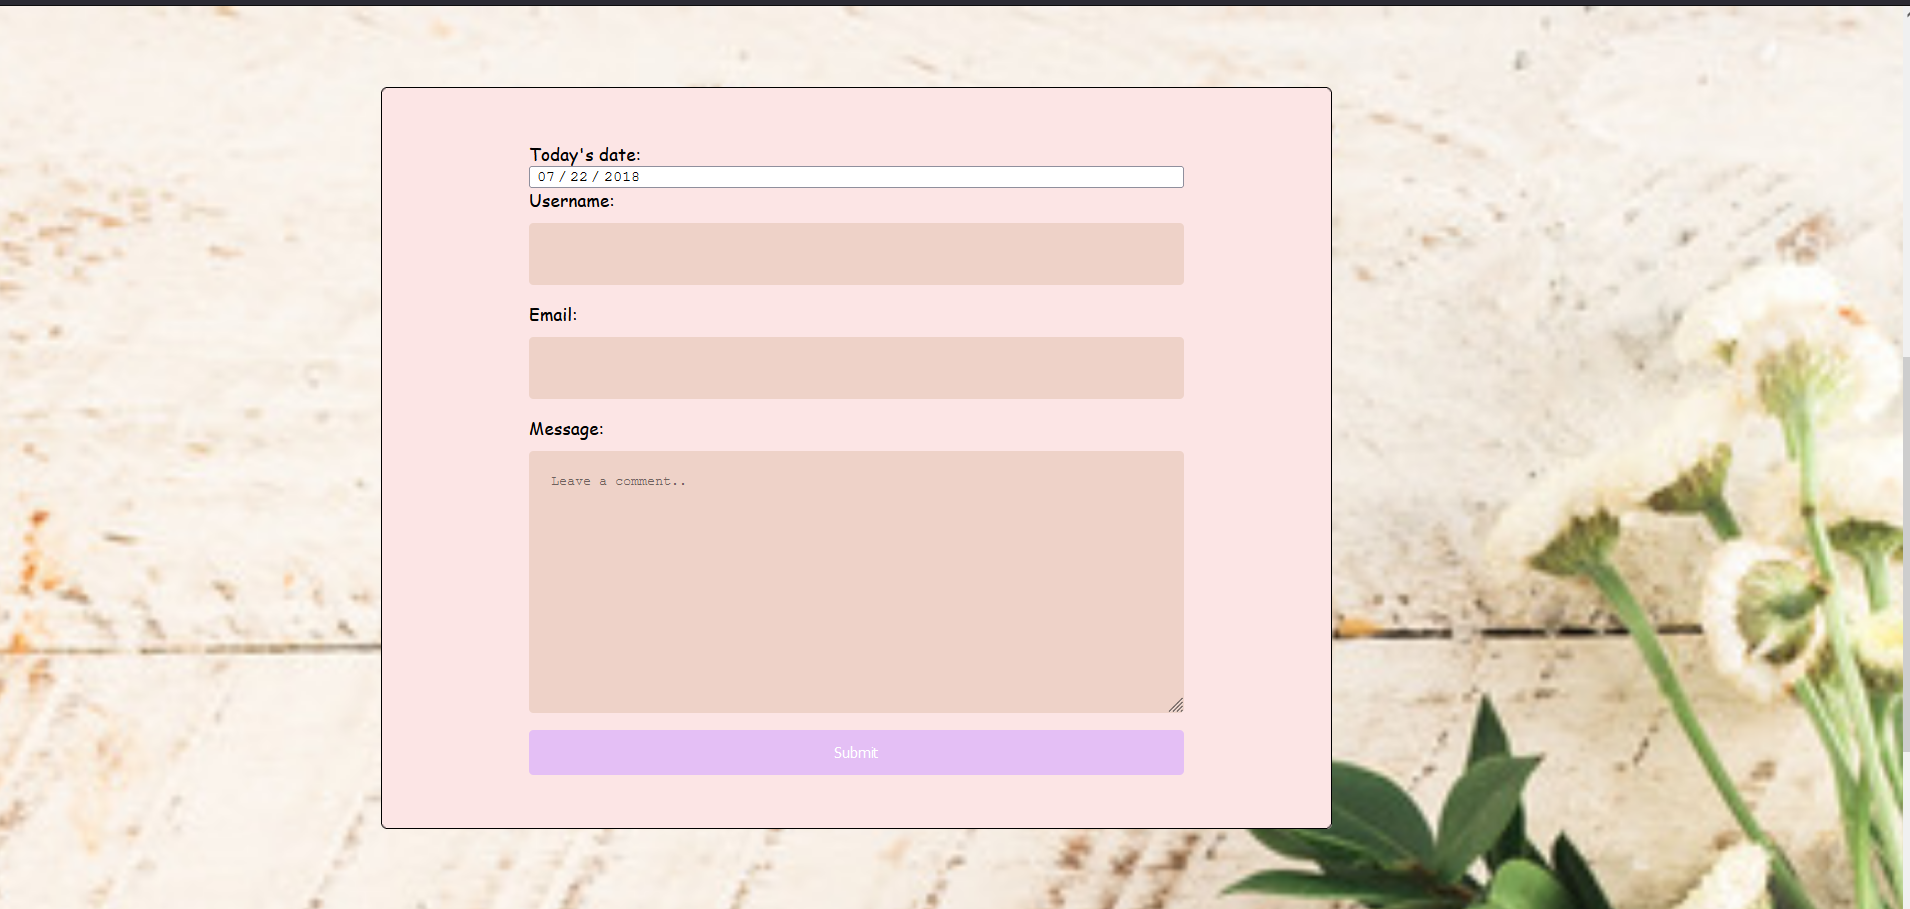 Today's date:
07 / 22 / 2018
Username:
Email:
Message:
Leave a comment..
Submit